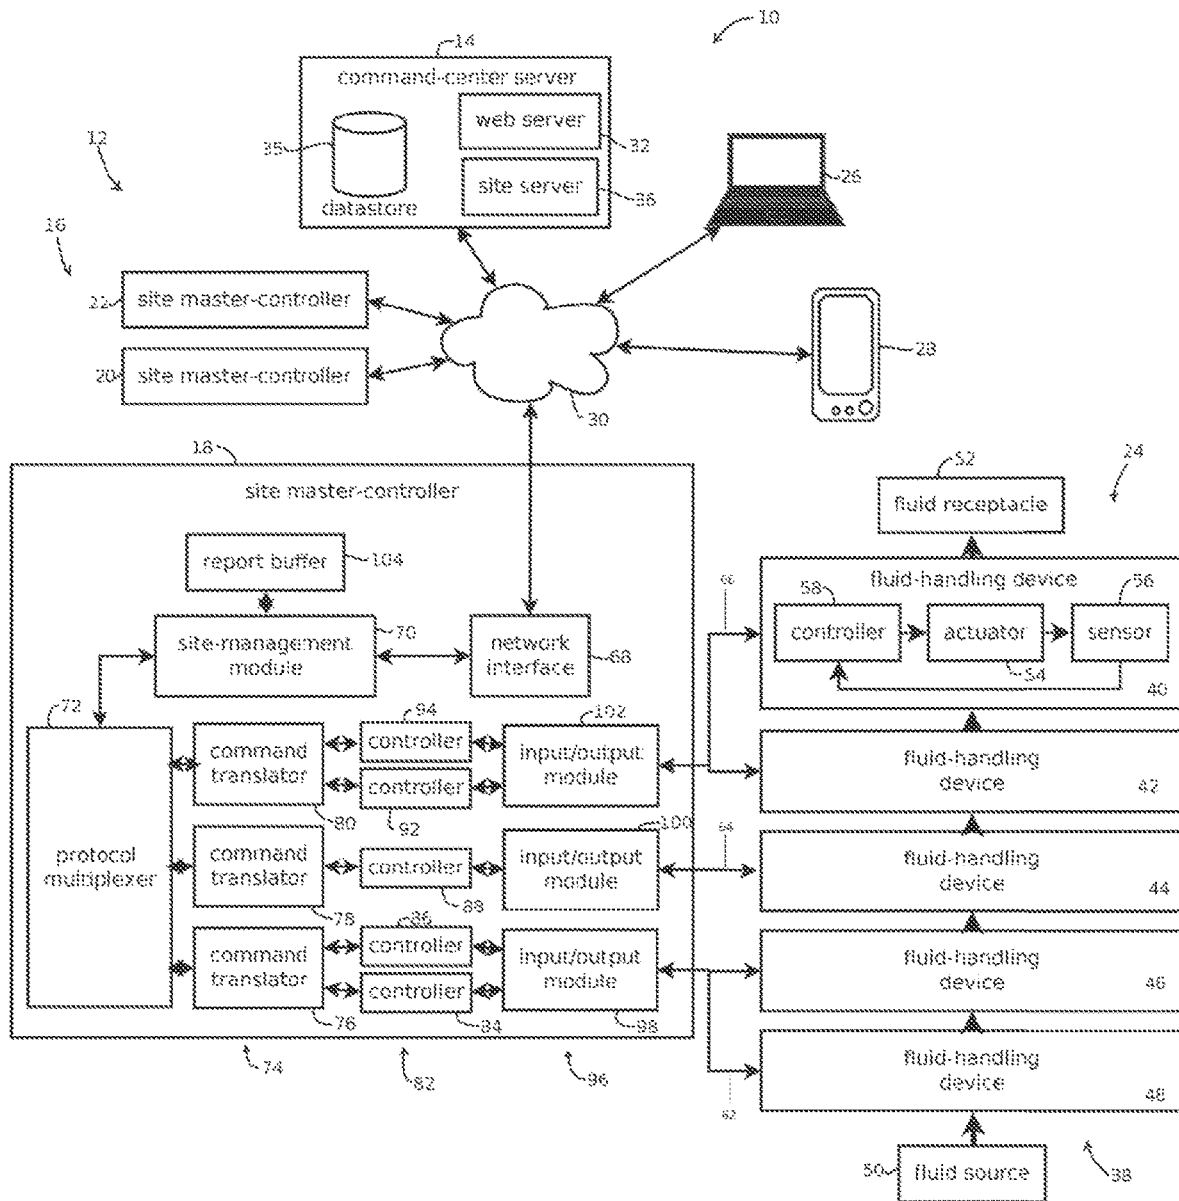 10
14
command-center server
web server
32
35
site server
36
datastore
12
26
16
22
site master-controller
20
site master-controller
28
30
18
site master-controller
report buffer
104
site-management
module
70
network
interface
68
72
protocol
multiplexer
command
translator
80
94
controller
controller
92
102
input/output
module
command
translator
78
controller
88
100
input/output
module
command
translator
76
86
controller
controller
84
input/output
module
98
74
82
96
52
fluid receptacle
24
66
fluid-handling device
58
controller
actuator
54
56
sensor
40
fluid-handling
device
42
64
fluid-handling
device
44
fluid-handling
device
46
fluid-handling
device
48
62
50
fluid source
38